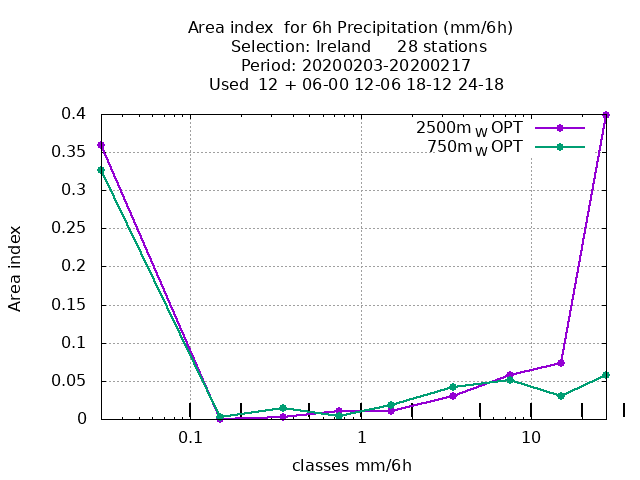 Area index  for 6h Precipitation (mm/6h)
Selection: Ireland     28 stations
Period: 20200203-20200217
Used  12 + 06-00 12-06 18-12 24-18
2500m W OPT
750m W OPT
0.4
0.35
0.3
0.25
0.2
0.15
0.1
0.05
0
Area index
0.1
1
10
classes mm/6h